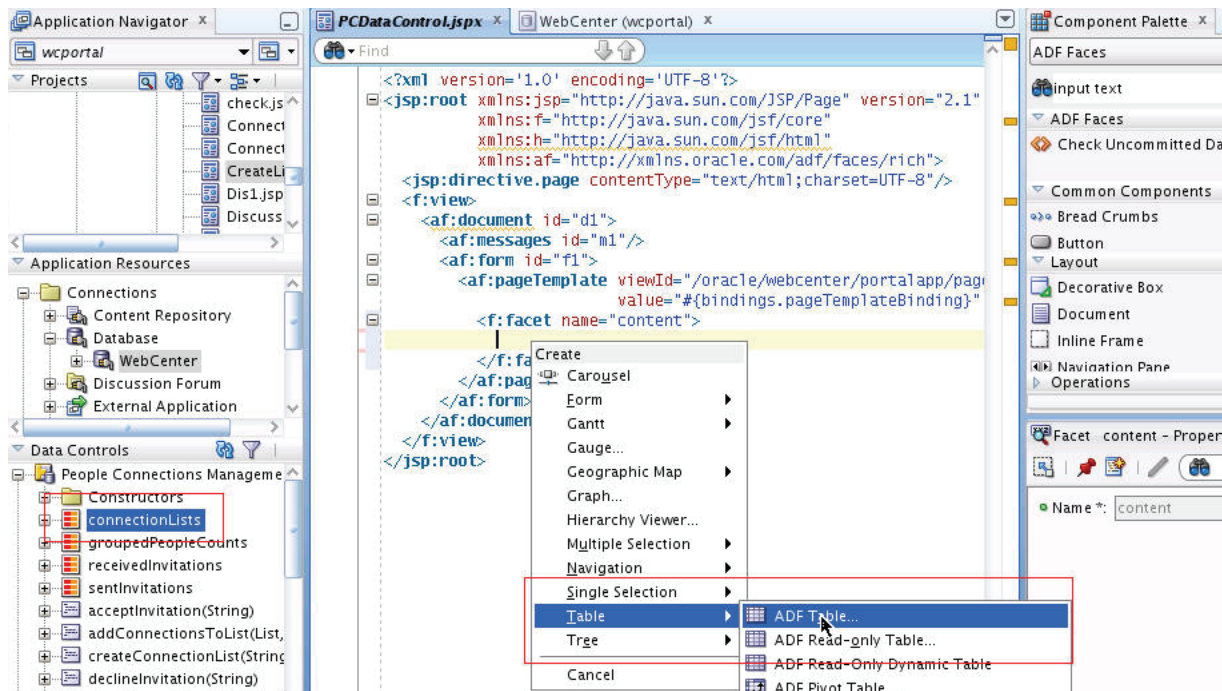 Application Navigator
wcportal
Projects
check.js
Connect
Connect
CreateLi
Dis1.jsp
Discuss
Application Resources
Connections
Content Repository
Database
WebCenter
Discussion Forum
External Application
Data Controls
People Connections Manageme
Constructors
connectionLists
groupedPeopleCounts
receivedInvitations
sentInvitations
acceptInvitation(String)
addConnectionsToList(List,
createConnectionList(String
declineInvitation(String)
PCDataControl.jspx
WebCenter (wcportal)
Find
<?xml version='1.0' encoding='UTF-8'?>
<jsp:root xmlns:jsp="http://java.sun.com/JSP/Page" version="2.1"
xmlns:f="http://java.sun.com/jsf/core"
xmlns:h="http://java.sun.com/jsf/html"
xmlns:af="http://xmlns.oracle.com/adf/faces/rich">
<jsp:directive.page contentType="text/html;charset=UTF-8"/>
<f:view>
<af:document id="d1">
<af:messages id="m1"/>
<af:form id="f1">
<af:pageTemplate viewId="/oracle/webcenter/portalapp/page
value="#{bindings.pageTemplateBinding}"
<f:facet name="content">
</f:fa
</af:pag
</af:form>
</af:documen
</f:view>
</jsp:root>
Create
Carousel
Form
Gantt
Gauge...
Geographic Map
Graph...
Hierarchy Viewer...
Multiple Selection
Navigation
Single Selection
Table
Tree
Cancel
ADF Table...
ADF Read-only Table...
ADF Read-Only Dynamic Table
ADF Pivot Table...
Component Palette
ADF Faces
input text
ADF Faces
Check Uncommitted Da
Common Components
Bread Crumbs
Button
Layout
Decorative Box
Document
Inline Frame
Navigation Pane
Operations
Facet content - Proper
Name *: content